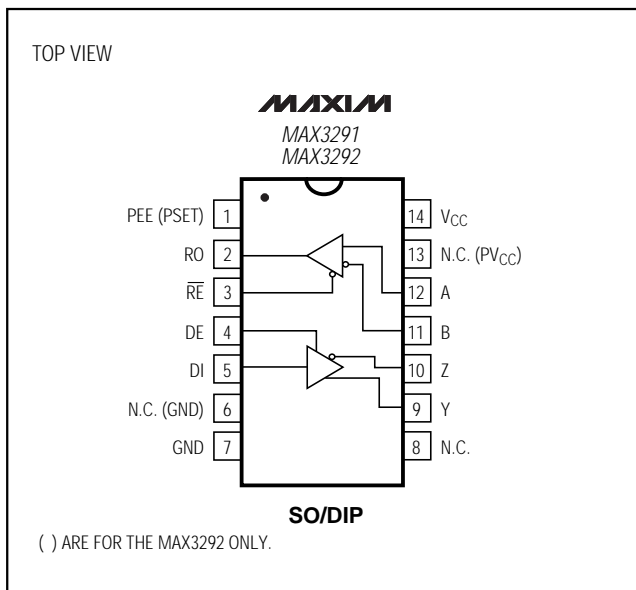 TOP VIEW
MAXIM
MAX3291
MAX3292
PEE (PSET) 1
RO 2
R̅E̅ 3
DE 4
DI 5
N.C. (GND) 6
GND 7
14 VCC
13 N.C. (PVCC)
12 A
11 B
10 Z
9 Y
8 N.C.
SO/DIP
( ) ARE FOR THE MAX3292 ONLY.